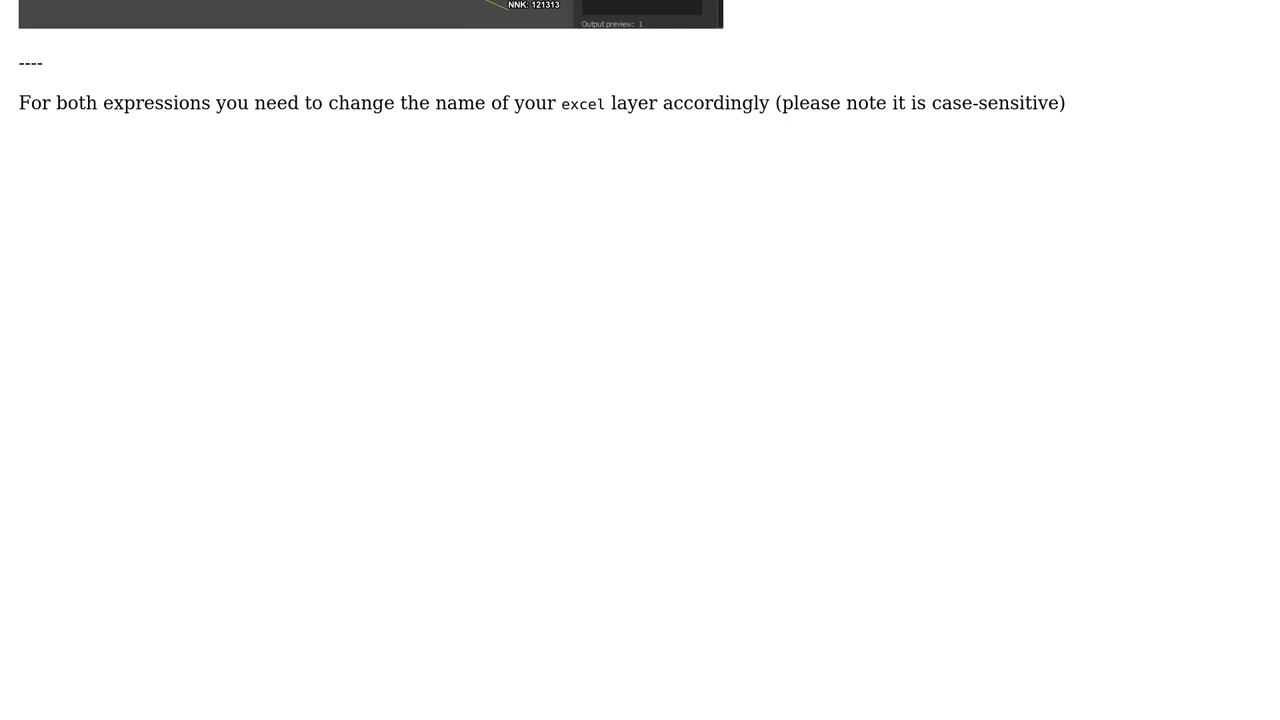 NNK: 121313
Output preview: 1
----
For both expressions you need to change the name of your excel layer accordingly (please note it is case-sensitive)